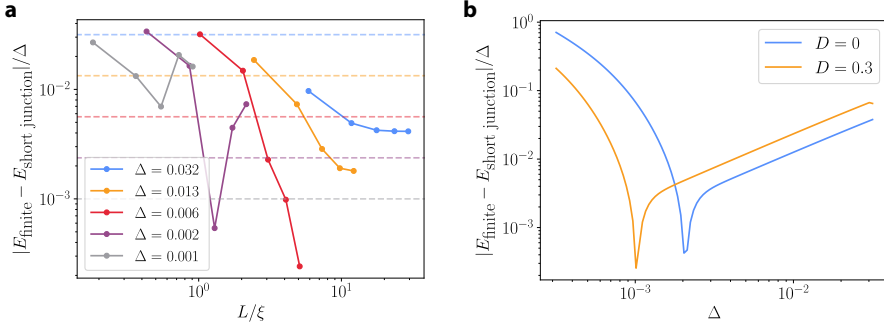 a
|E_finite − E_short junction|/Δ
10^−2
10^−3
Δ = 0.032
Δ = 0.013
Δ = 0.006
Δ = 0.002
Δ = 0.001
10^0
10^1
L/ξ
b
|E_finite − E_short junction|/Δ
10^0
10^−1
10^−2
10^−3
D = 0
D = 0.3
10^−3
10^−2
Δ